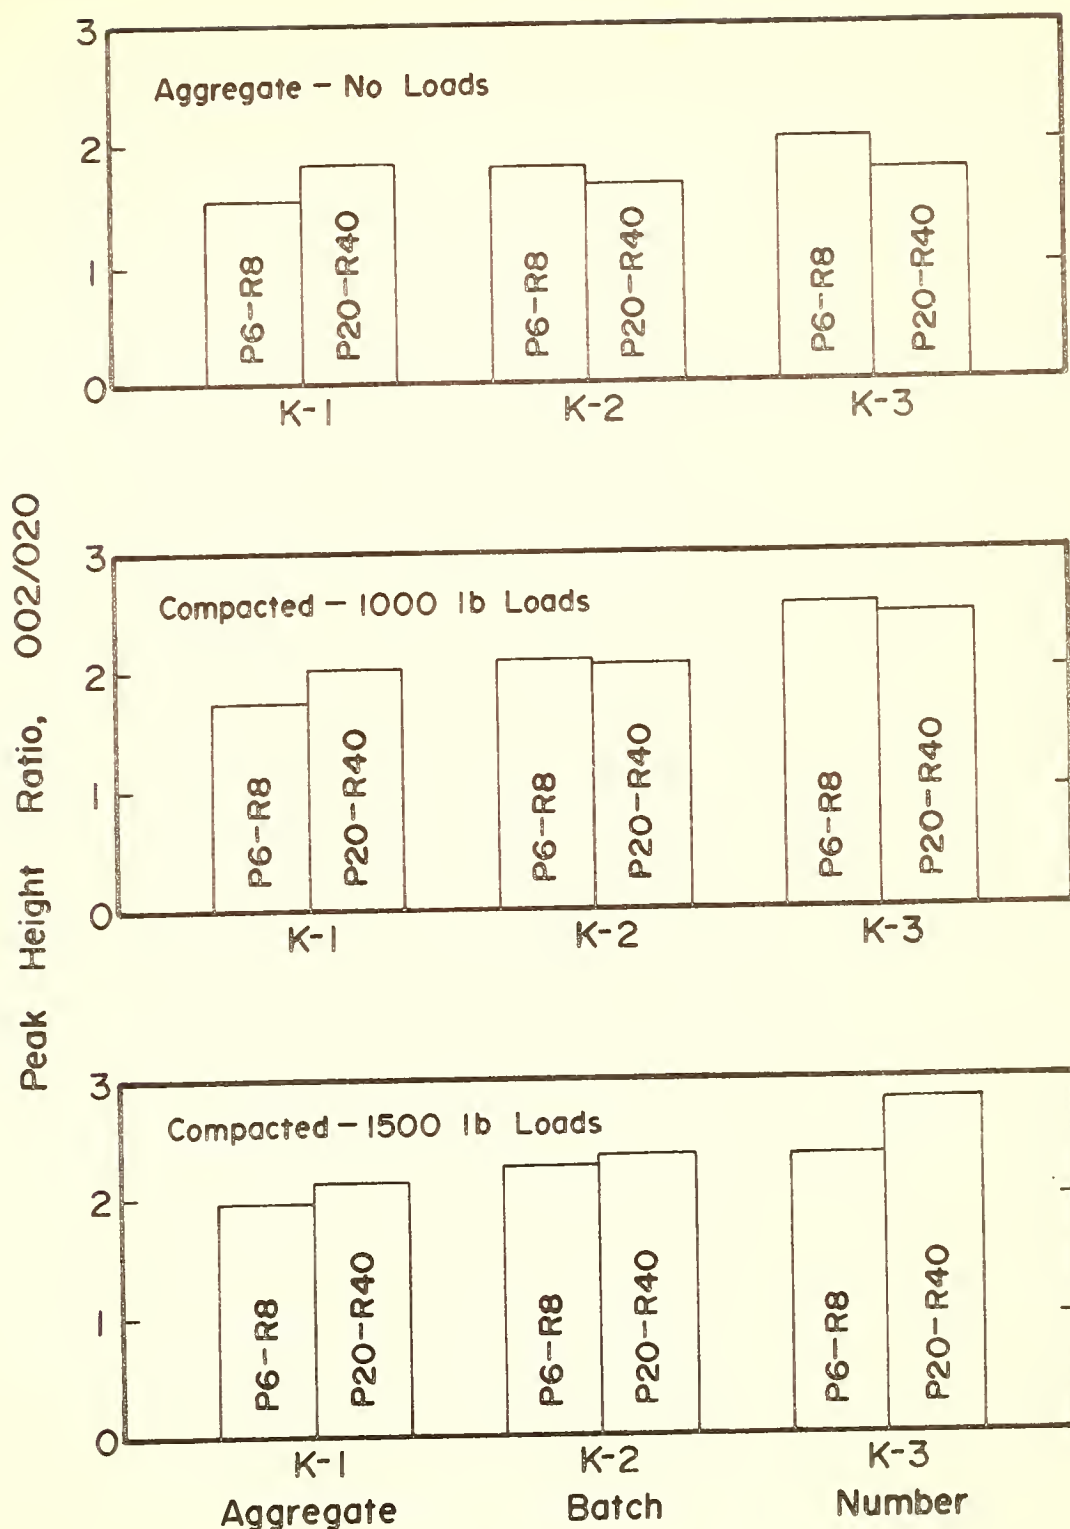 Peak Height Ratio, 002/020
3
Aggregate – No Loads
2
1
0
P6–R8
P20–R40
P6–R8
P20–R40
P6–R8
P20–R40
K-1
K-2
K-3
3
Compacted – 1000 lb Loads
2
1
0
P6–R8
P20–R40
P6–R8
P20–R40
P6–R8
P20–R40
K-1
K-2
K-3
3
Compacted – 1500 lb Loads
2
1
0
P6–R8
P20–R40
P6–R8
P20–R40
P6–R8
P20–R40
K-1
K-2
K-3
Aggregate Batch Number